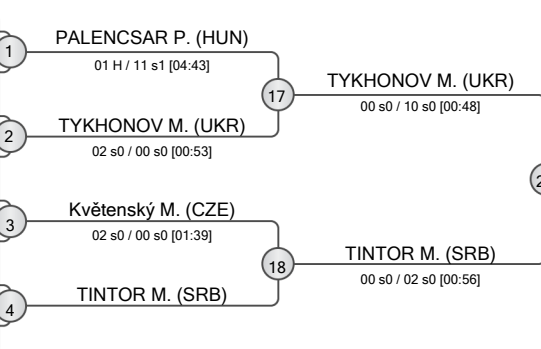 PALENCSAR P. (HUN)
1
01 H / 11 s1 [04:43]
TYKHONOV M. (UKR)
17
00 s0 / 10 s0 [00:48]
TYKHONOV M. (UKR)
2
02 s0 / 00 s0 [00:53]
2
Květenský M. (CZE)
3
02 s0 / 00 s0 [01:39]
TINTOR M. (SRB)
18
00 s0 / 02 s0 [00:56]
TINTOR M. (SRB)
4